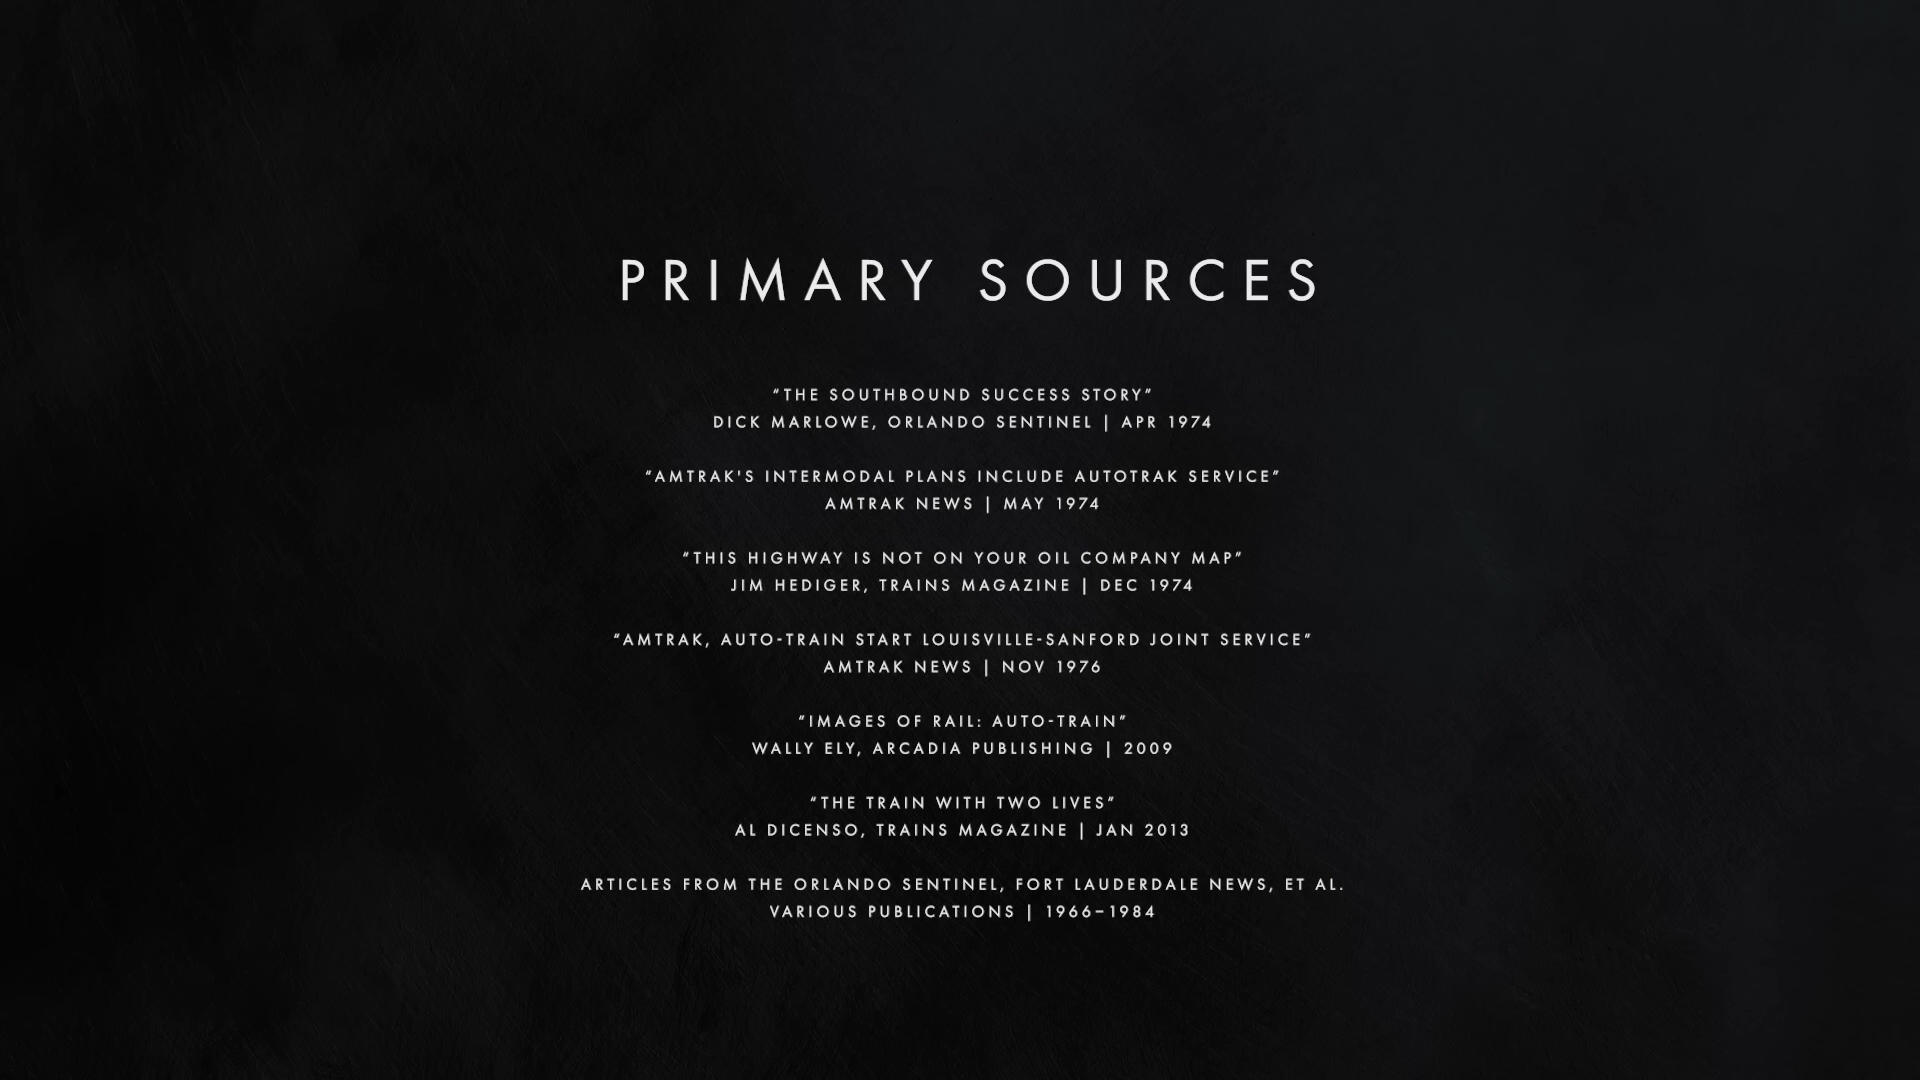 PRIMARY SOURCES
“THE SOUTHBOUND SUCCESS STORY”
DICK MARLOWE, ORLANDO SENTINEL | APR 1974
“AMTRAK'S INTERMODAL PLANS INCLUDE AUTOTRAK SERVICE”
AMTRAK NEWS | MAY 1974
“THIS HIGHWAY IS NOT ON YOUR OIL COMPANY MAP”
JIM HEDIGER, TRAINS MAGAZINE | DEC 1974
“AMTRAK, AUTO-TRAIN START LOUISVILLE-SANFORD JOINT SERVICE”
AMTRAK NEWS | NOV 1976
“IMAGES OF RAIL: AUTO-TRAIN”
WALLY ELY, ARCADIA PUBLISHING | 2009
“THE TRAIN WITH TWO LIVES”
AL DICENSO, TRAINS MAGAZINE | JAN 2013
ARTICLES FROM THE ORLANDO SENTINEL, FORT LAUDERDALE NEWS, ET AL.
VARIOUS PUBLICATIONS | 1966–1984